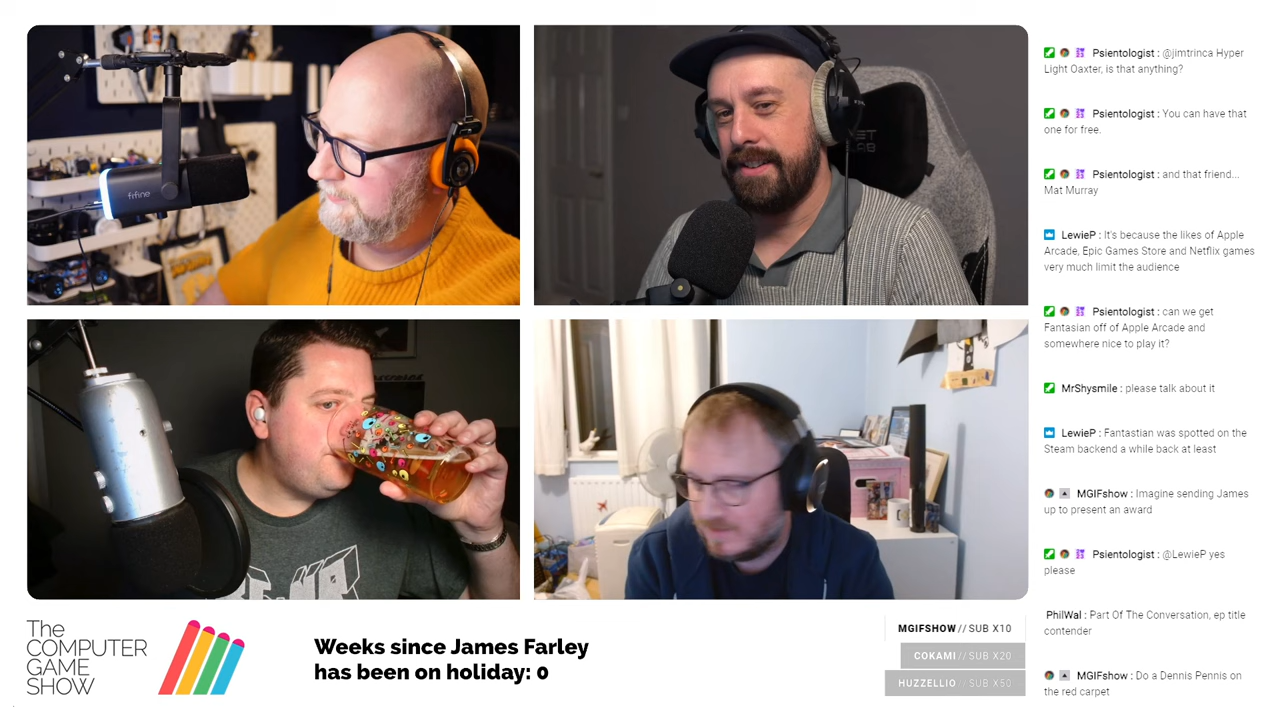 fifine
@jimtrinca Hyper
Psientologist : @jimtrinca Hyper
Light Oaxter, is that anything?
Psientologist : You can have that
one for free.
Psientologist : and that friend...
Mat Murray
LewieP : It's because the likes of Apple
Arcade, Epic Games Store and Netflix games
very much limit the audience
Psientologist : can we get
Fantasian off of Apple Arcade and
somewhere nice to play it?
MrShysmile : please talk about it
LewieP : Fantastian was spotted on the
Steam backend a while back at least
MGIFshow : Imagine sending James
up to present an award
Psientologist : @LewieP yes
please
PhilWal : Part Of The Conversation, ep title
contender
MGIFshow : Do a Dennis Pennis on
the red carpet
The
COMPUTER
GAME
SHOW
Weeks since James Farley
has been on holiday: 0
MGIFSHOW // SUB X10
COKAMI // SUB X20
HUZZELLIO // SUB X50